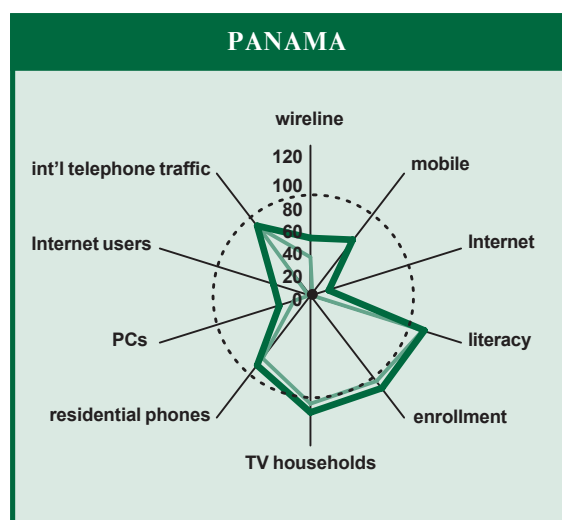 PANAMA
wireline
120
100
80
60
40
20
0
mobile
int'l telephone traffic
Internet users
Internet
PCs
literacy
residential phones
enrollment
TV households